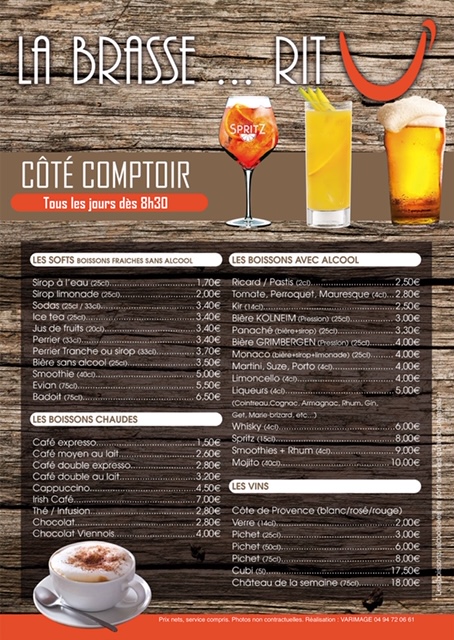 LA BRASSE ... RIT
SPRITZ
CÔTÉ COMPTOIR
Tous les jours dès 8h30
LES SOFTS BOISSONS FRAICHES SANS ALCOOL
Sirop à l'eau (25cl) 1,70€
Sirop limonade (25cl) 2,00€
Sodas (25cl / 33cl) 3,40€
Ice tea (25cl) 3,40€
Jus de fruits (20cl) 3,40€
Perrier (33cl) 3,40€
Perrier Tranche ou sirop (33cl) 3,70€
Bière sans alcool (25cl) 3,50€
Smoothie (40cl) 5,00€
Evian (75cl) 5,50€
Badoit (75cl) 6,50€
LES BOISSONS CHAUDES
Café expresso 1,50€
Café moyen au lait 2,60€
Café double expresso 2,80€
Café double au lait 3,20€
Cappuccino 4,50€
Irish Café 7,00€
Thé / Infusion 2,80€
Chocolat 2,80€
Chocolat Viennois 4,00€
LES BOISSONS AVEC ALCOOL
Ricard / Pastis (2cl) 2,50€
Tomate, Perroquet, Mauresque (4cl) 2,80€
Kir (14cl) 2,50€
Bière KOLNEIM (Pression) (25cl) 3,00€
Panaché (bière+sirop) (25cl) 3,30€
Bière GRIMBERGEN (Pression) (25cl) 4,00€
Monaco (bière+sirop+limonade) (25cl) 4,00€
Martini, Suze, Porto (4cl) 4,00€
Limoncello (4cl) 4,00€
Liqueurs (4cl) 5,00€
(Cointreau,Cognac, Armagnac, Rhum, Gin,
Get, Marie-brizard, etc...)
Whisky (4cl) 6,00€
Spritz (15cl) 8,00€
Smoothies + Rhum (4cl) 9,00€
Mojito (40cl) 10,00€
LES VINS
Côte de Provence (blanc/rosé/rouge)
Verre (14cl) 2,00€
Pichet (25cl) 3,00€
Pichet (50cl) 6,00€
Pichet (75cl) 8,00€
Cubi (5l) 17,50€
Château de la semaine (75cl) 18,00€
Prix nets, service compris. Photos non contractuelles. Réalisation : VARIMAGE 04 94 72 06 61